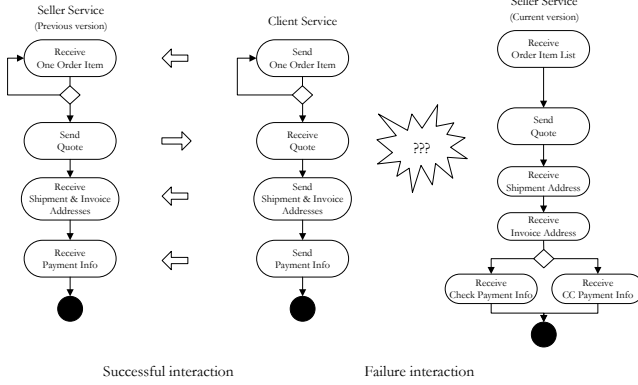 Seller Service
(Previous version)
Receive
One Order Item
Send
Quote
Receive
Shipment & Invoice
Addresses
Receive
Payment Info
Client Service
Send
One Order Item
Receive
Quote
Send
Shipment & Invoice
Addresses
Send
Payment Info
???
Seller Service
(Current version)
Receive
Order Item List
Send
Quote
Receive
Shipment Address
Receive
Invoice Address
Receive
Check Payment Info
Receive
CC Payment Info
Successful interaction
Failure interaction